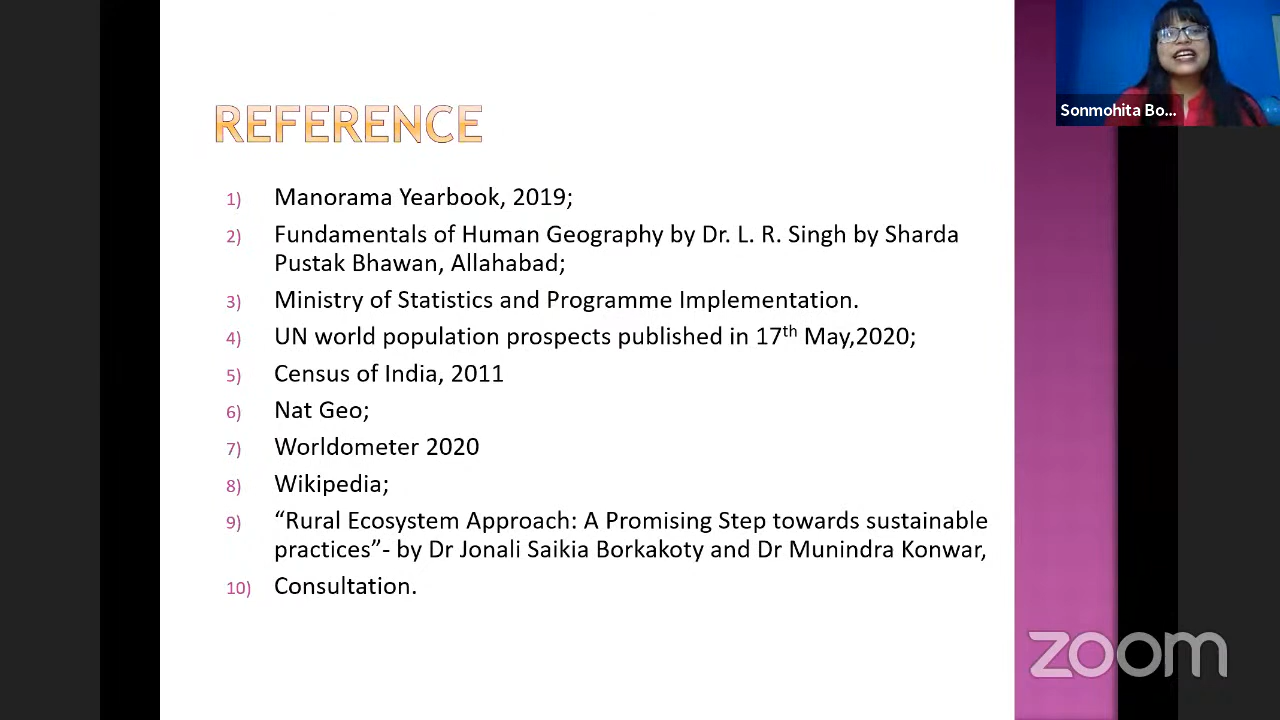 REFERENCE
1) Manorama Yearbook, 2019;
2) Fundamentals of Human Geography by Dr. L. R. Singh by Sharda
Pustak Bhawan, Allahabad;
3) Ministry of Statistics and Programme Implementation.
4) UN world population prospects published in 17th May,2020;
5) Census of India, 2011
6) Nat Geo;
7) Worldometer 2020
8) Wikipedia;
9) “Rural Ecosystem Approach: A Promising Step towards sustainable
practices”- by Dr Jonali Saikia Borkakoty and Dr Munindra Konwar,
10) Consultation.
Sonmohita Bo...
zoom